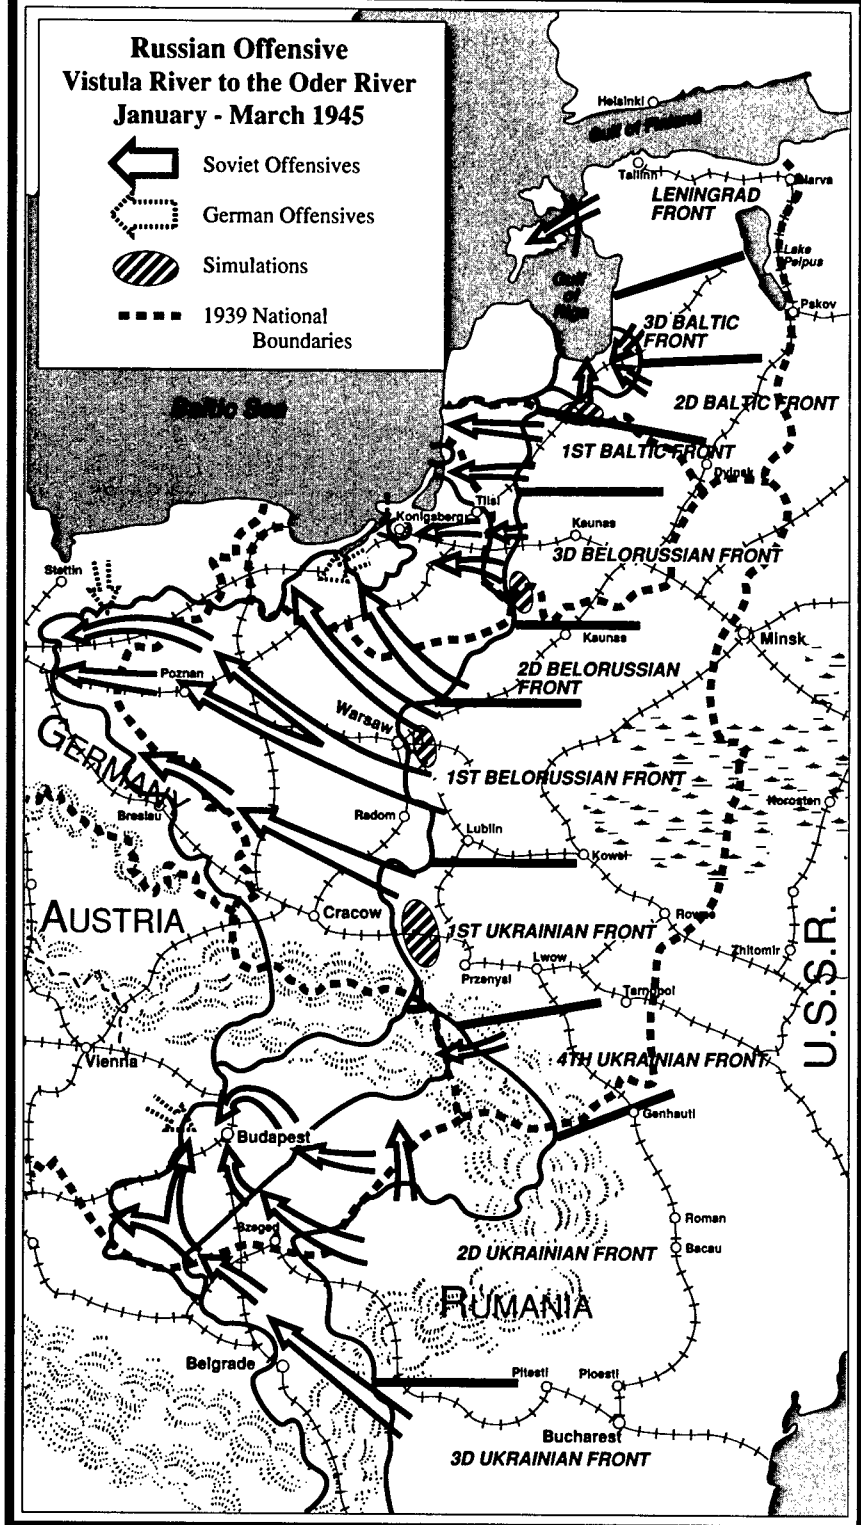 Russian Offensive
Vistula River to the Oder River
January - March 1945
Soviet Offensives
German Offensives
Simulations
1939 National
Boundaries
Helsinki
Gulf of Finland
Tallinn
Narva
LENINGRAD
FRONT
Lake
Peipus
Gulf
of
Riga
Pskov
3D BALTIC
FRONT
2D BALTIC FRONT
Baltic Sea
1ST BALTIC FRONT
Dvinsk
Tilsi
Konigsberg
Kaunas
3D BELORUSSIAN FRONT
Stettin
Kaunas
Minsk
2D BELORUSSIAN
FRONT
Poznan
Warsaw
GERMANY
1ST BELORUSSIAN FRONT
Korosten
Breslau
Radom
Lublin
Kowel
AUSTRIA
Cracow
Rowne
1ST UKRAINIAN FRONT
Zhitomir
U.S.S.R.
Przemysl
Lwow
Tarnopol
Vienna
4TH UKRAINIAN FRONT
Genhauti
Budapest
Roman
Szeged
2D UKRAINIAN FRONT
Bacau
RUMANIA
Belgrade
Pitesti
Ploesti
Bucharest
3D UKRAINIAN FRONT